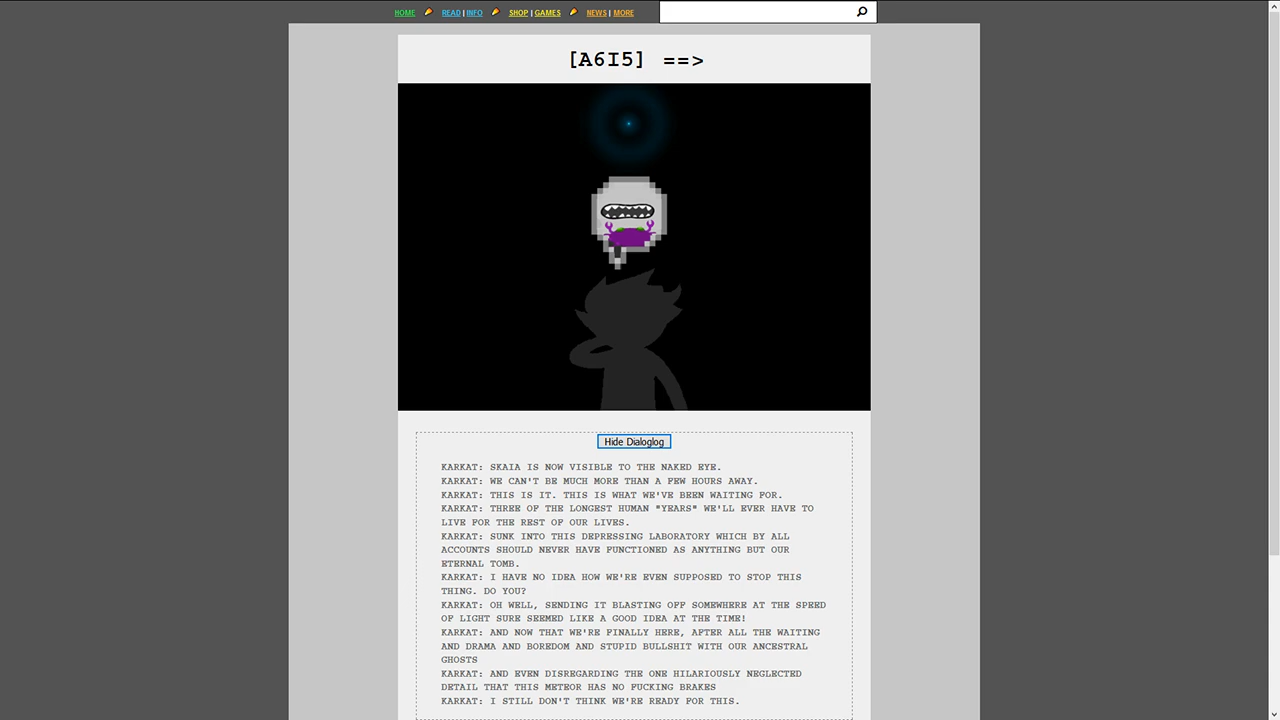 HOME READ | INFO SHOP | GAMES NEWS | MORE
[A6I5] ==>
Hide Dialoglog
KARKAT: SKAIA IS NOW VISIBLE TO THE NAKED EYE.
KARKAT: WE CAN'T BE MUCH MORE THAN A FEW HOURS AWAY.
KARKAT: THIS IS IT. THIS IS WHAT WE'VE BEEN WAITING FOR.
KARKAT: THREE OF THE LONGEST HUMAN "YEARS" WE'LL EVER HAVE TO
LIVE FOR THE REST OF OUR LIVES.
KARKAT: SUNK INTO THIS DEPRESSING LABORATORY WHICH BY ALL
ACCOUNTS SHOULD NEVER HAVE FUNCTIONED AS ANYTHING BUT OUR
ETERNAL TOMB.
KARKAT: I HAVE NO IDEA HOW WE'RE EVEN SUPPOSED TO STOP THIS
THING. DO YOU?
KARKAT: OH WELL, SENDING IT BLASTING OFF SOMEWHERE AT THE SPEED
OF LIGHT SURE SEEMED LIKE A GOOD IDEA AT THE TIME!
KARKAT: AND NOW THAT WE'RE FINALLY HERE, AFTER ALL THE WAITING
AND DRAMA AND BOREDOM AND STUPID BULLSHIT WITH OUR ANCESTRAL
GHOSTS
KARKAT: AND EVEN DISREGARDING THE ONE HILARIOUSLY NEGLECTED
DETAIL THAT THIS METEOR HAS NO FUCKING BRAKES
KARKAT: I STILL DON'T THINK WE'RE READY FOR THIS.